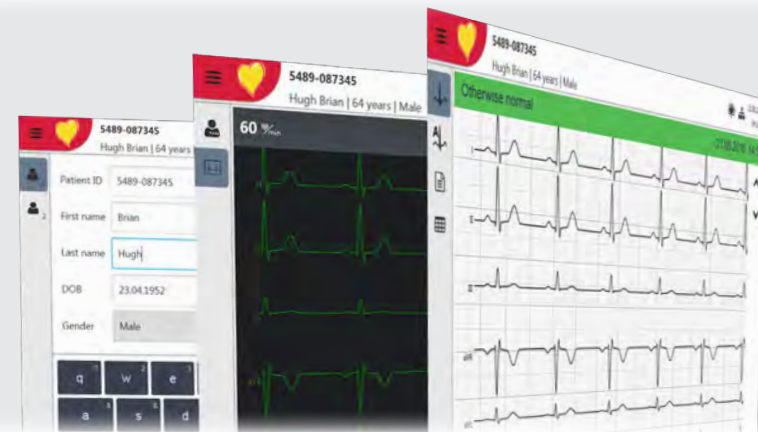 5489-087345
Hugh Brian | 64 years
Patient ID 5489-087345
First name Brian
Last name Hugh
DOB 23.04.1952
Gender Male
q w e
a s d
5489-087345
Hugh Brian | 64 years | Male
60
5489-087345
Hugh Brian | 64 years | Male
Otherwise normal
I
II
aVR